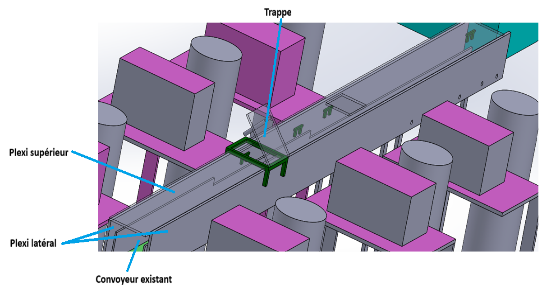 Trappe
Plexi supérieur
Plexi latéral
Convoyeur existant